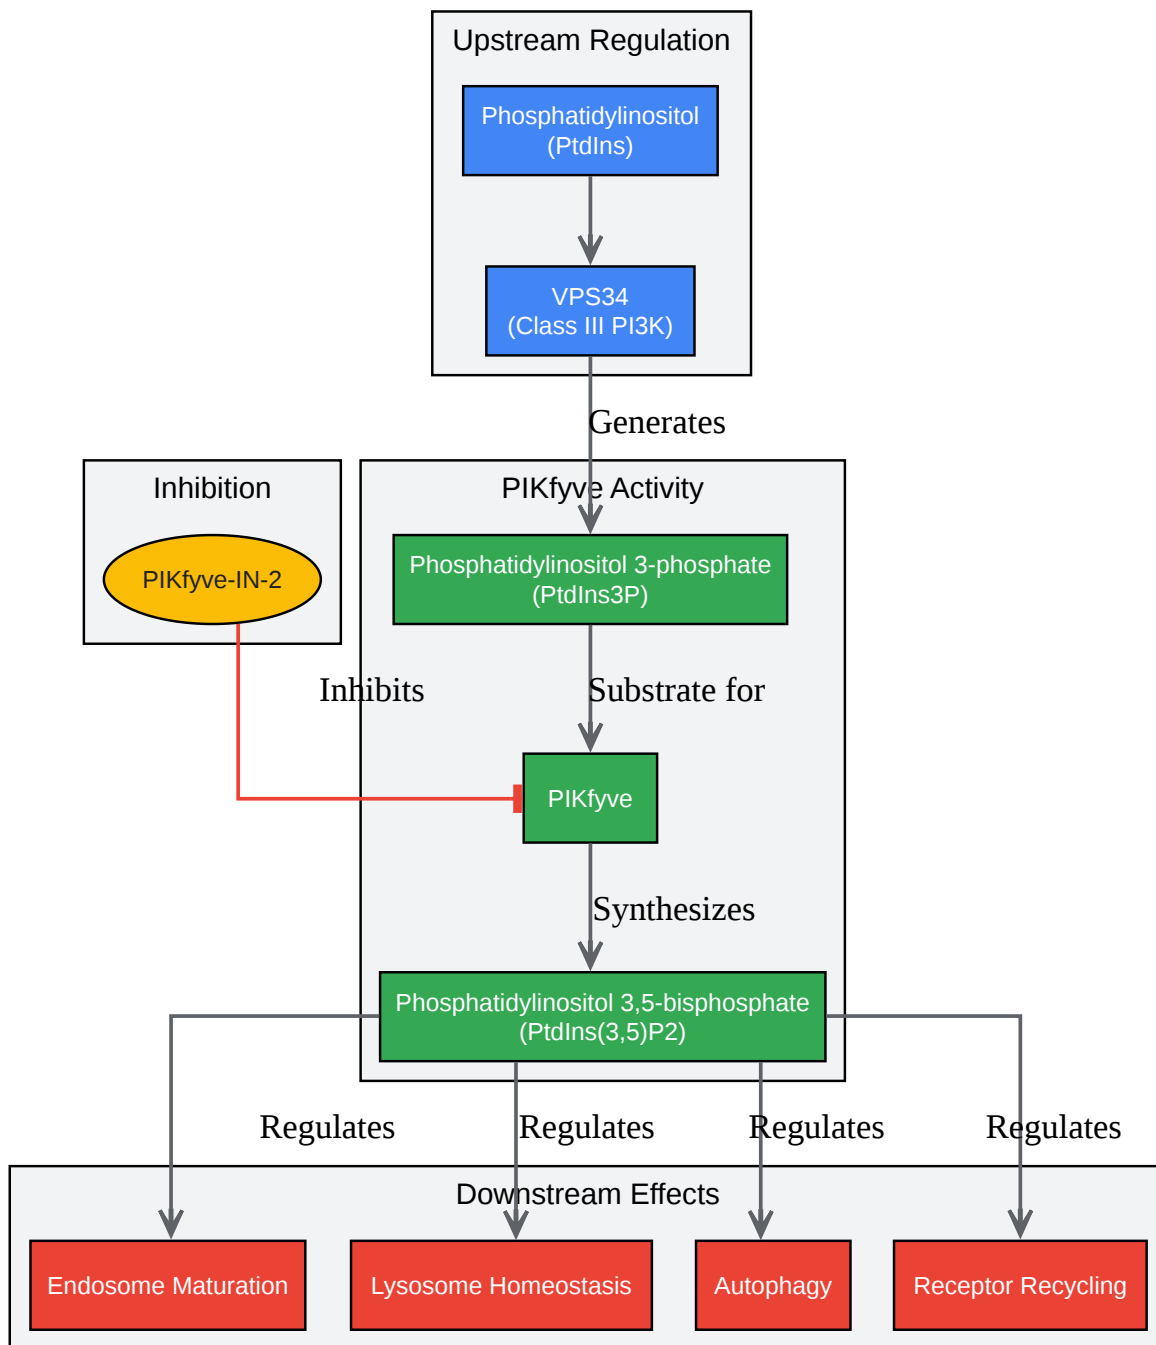 Upstream Regulation
Phosphatidylinositol
(PtdIns)
VPS34
(Class III PI3K)
Generates
Inhibition
PIKfyve Activity
PIKfyve-IN-2
Phosphatidylinositol 3-phosphate
(PtdIns3P)
Inhibits
Substrate for
PIKfyve
Synthesizes
Phosphatidylinositol 3,5-bisphosphate
(PtdIns(3,5)P2)
Regulates
Regulates
Regulates
Regulates
Downstream Effects
Endosome Maturation
Lysosome Homeostasis
Autophagy
Receptor Recycling